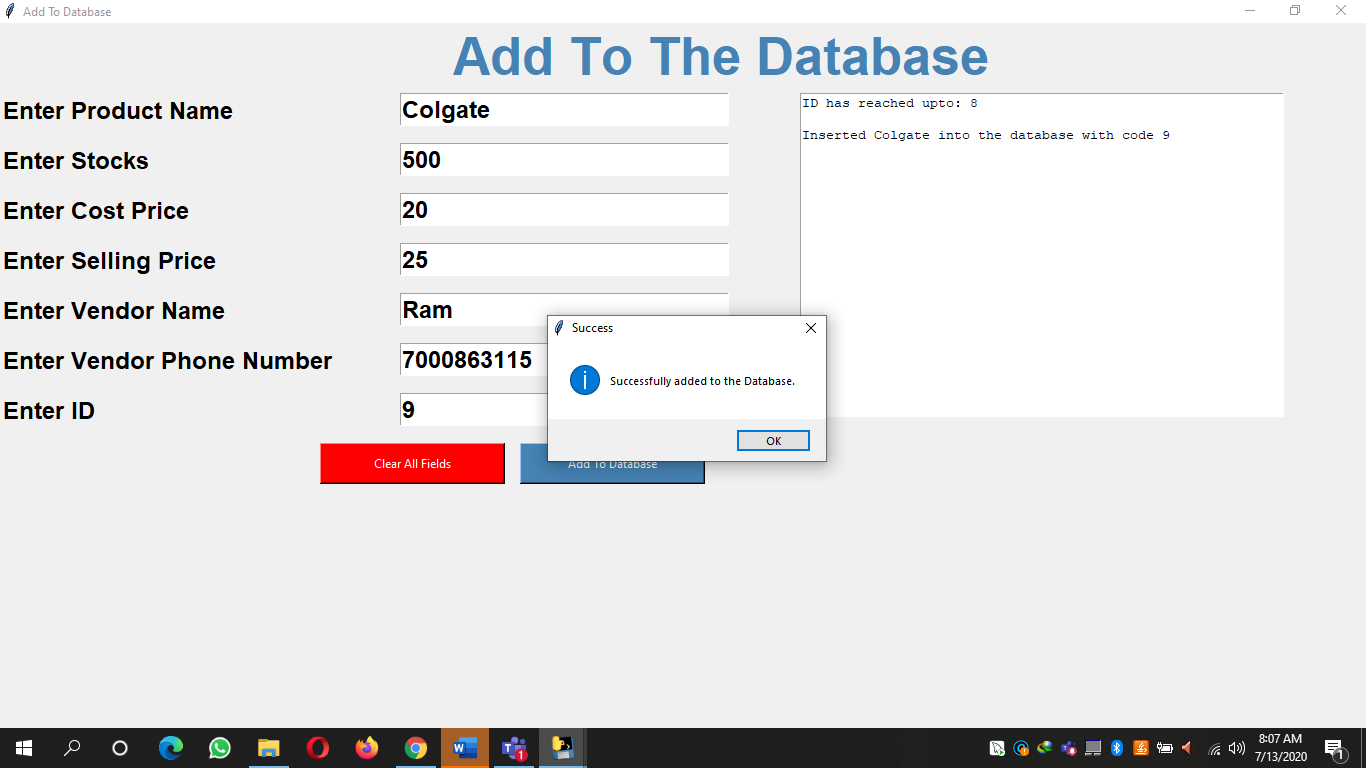 Add To Database
Add To The Database
Enter Product Name
Colgate
Enter Stocks
500
Enter Cost Price
20
Enter Selling Price
25
Enter Vendor Name
Ram
Enter Vendor Phone Number
7000863115
Enter ID
9
Clear All Fields
Add To Database
ID has reached upto: 8
Inserted Colgate into the database with code 9
Success
Successfully added to the Database.
OK
8:07 AM
7/13/2020
1
1